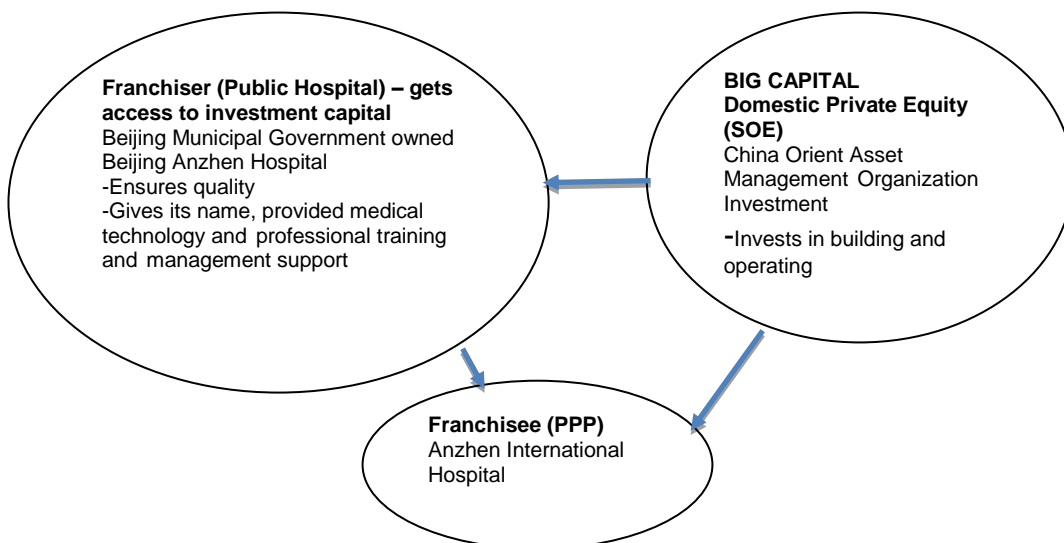 Franchiser (Public Hospital) – gets
access to investment capital
Beijing Municipal Government owned
Beijing Anzhen Hospital
-Ensures quality
-Gives its name, provided medical
technology and professional training
and management support
BIG CAPITAL
Domestic Private Equity
(SOE)
China Orient Asset
Management Organization
Investment
-Invests in building and
operating
Franchisee (PPP)
Anzhen International
Hospital